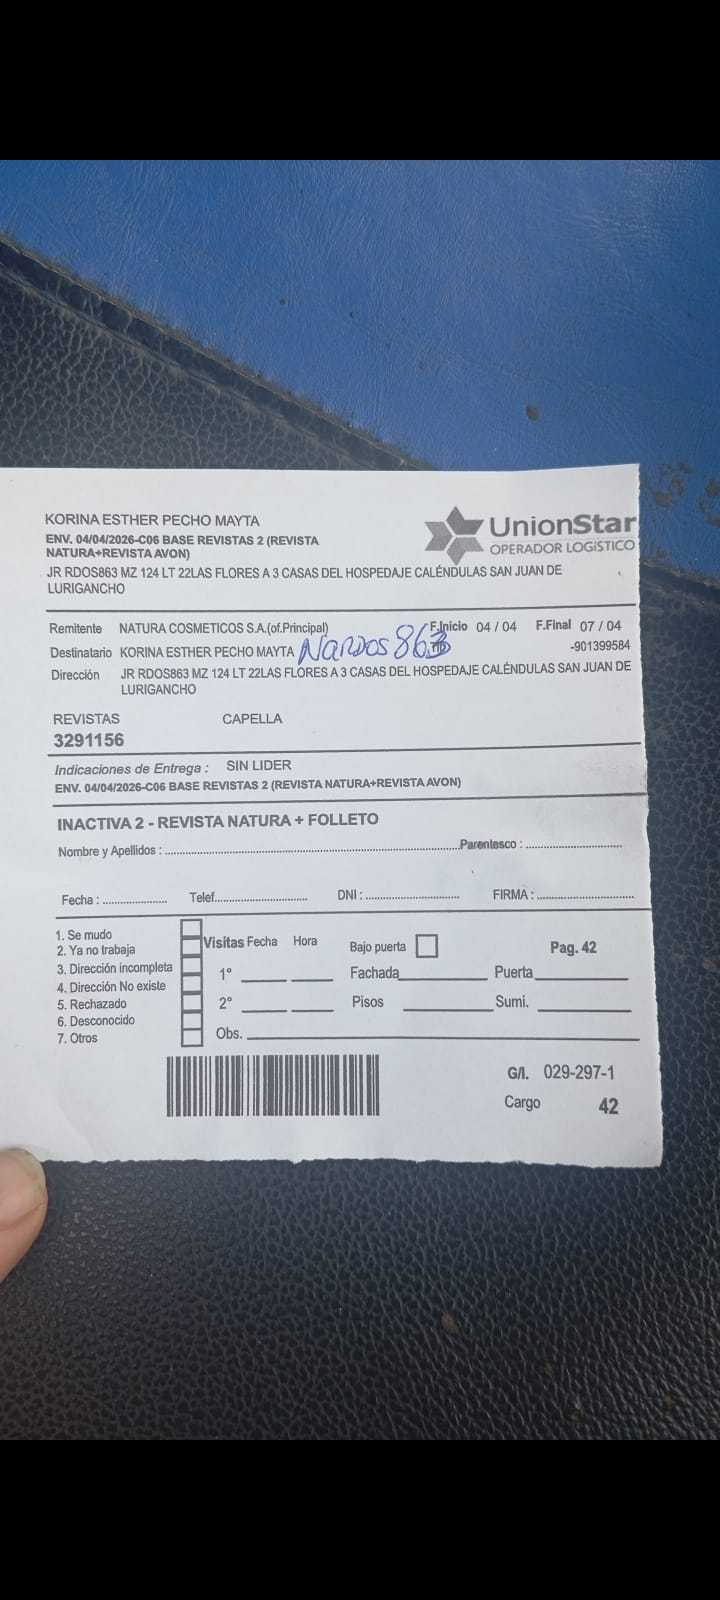 KORINA ESTHER PECHO MAYTA
ENV. 04/04/2026-C06 BASE REVISTAS 2 (REVISTA
NATURA+REVISTA AVON)
UnionStar
OPERADOR LOGÍSTICO
JR RDOS863 MZ 124 LT 22LAS FLORES A 3 CASAS DEL HOSPEDAJE CALÉNDULAS SAN JUAN DE
LURIGANCHO
Remitente NATURA COSMETICOS S.A.(of.Principal) F.Inicio 04 / 04 F.Final 07 / 04
Destinatario KORINA ESTHER PECHO MAYTA Nardos 863 -901399584
Dirección JR RDOS863 MZ 124 LT 22LAS FLORES A 3 CASAS DEL HOSPEDAJE CALÉNDULAS SAN JUAN DE
LURIGANCHO
REVISTAS CAPELLA
3291156
Indicaciones de Entrega : SIN LIDER
ENV. 04/04/2026-C06 BASE REVISTAS 2 (REVISTA NATURA+REVISTA AVON)
INACTIVA 2 - REVISTA NATURA + FOLLETO
Nombre y Apellidos : Parentesco :
Fecha : Telef. DNI : FIRMA :
1. Se mudo
2. Ya no trabaja
3. Dirección incompleta
4. Dirección No existe
5. Rechazado
6. Desconocido
7. Otros
Visitas Fecha Hora Bajo puerta Pag. 42
1° Fachada Puerta
2° Pisos Sumi.
Obs.
G/I. 029-297-1
Cargo 42